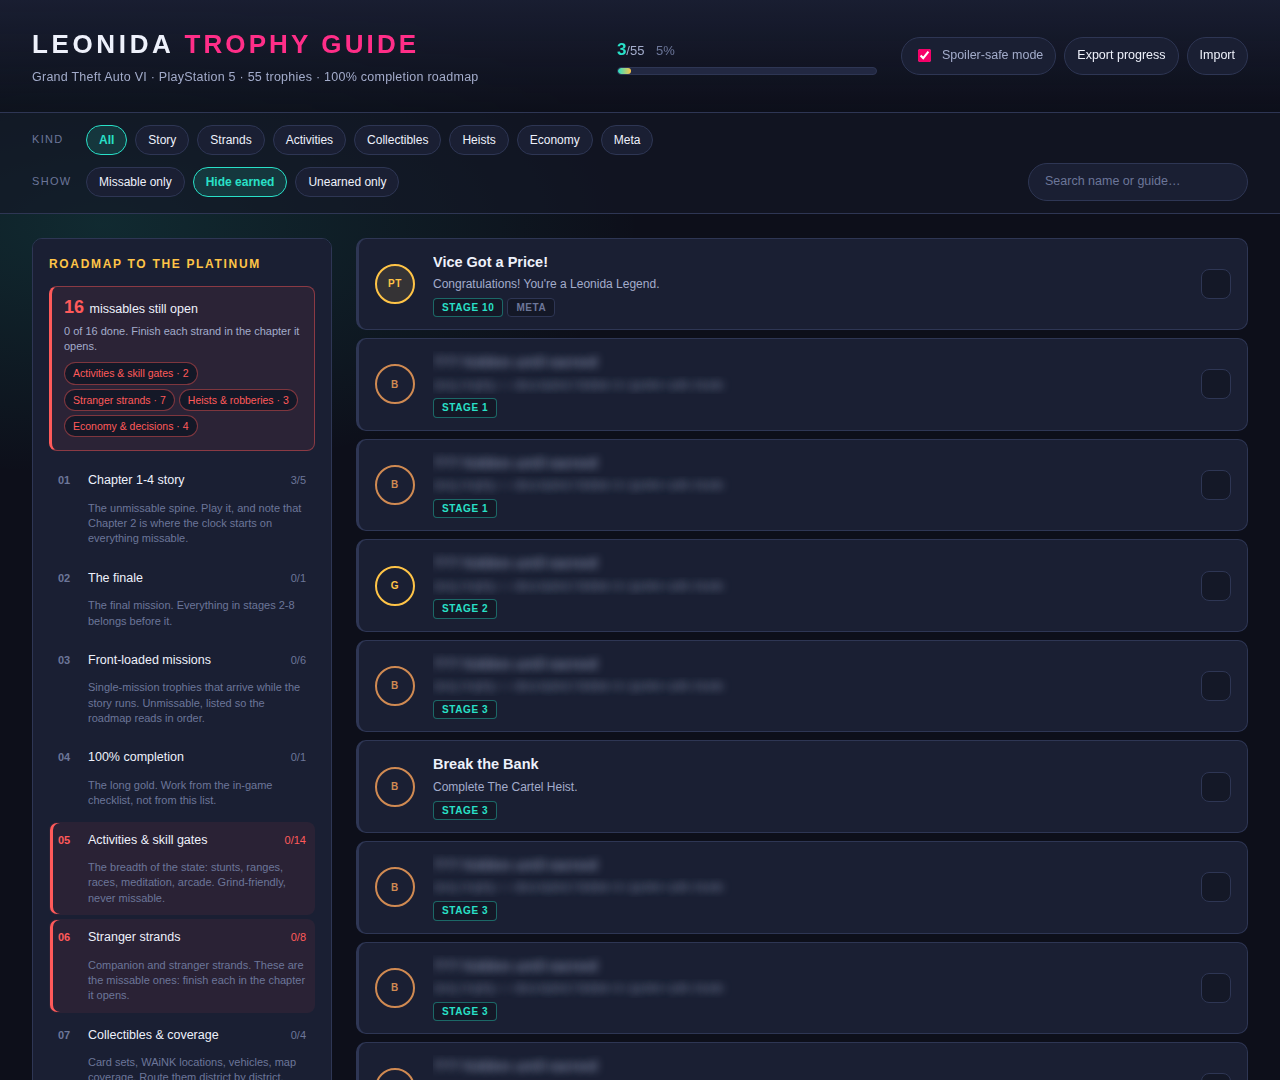 LEONIDA TROPHY GUIDE
Grand Theft Auto VI · PlayStation 5 · 55 trophies · 100% completion roadmap
3/55 5%
Spoiler-safe mode
Export progress
Import
KIND
All
Story
Strands
Activities
Collectibles
Heists
Economy
Meta
SHOW
Missable only
Hide earned
Unearned only
Search name or guide…
ROADMAP TO THE PLATINUM
16 missables still open
0 of 16 done. Finish each strand in the chapter it
opens.
Activities & skill gates · 2
Stranger strands · 7
Heists & robberies · 3
Economy & decisions · 4
01 Chapter 1-4 story 3/5
The unmissable spine. Play it, and note that
Chapter 2 is where the clock starts on
everything missable.
02 The finale 0/1
The final mission. Everything in stages 2-8
belongs before it.
03 Front-loaded missions 0/6
Single-mission trophies that arrive while the
story runs. Unmissable, listed so the
roadmap reads in order.
04 100% completion 0/1
The long gold. Work from the in-game
checklist, not from this list.
05 Activities & skill gates 0/14
The breadth of the state: stunts, ranges,
races, meditation, arcade. Grind-friendly,
never missable.
06 Stranger strands 0/8
Companion and stranger strands. These are
the missable ones: finish each in the chapter
it opens.
07 Collectibles & coverage 0/4
Card sets, WAiNK locations, vehicles, map
coverage. Route them district by district
PT
Vice Got a Price!
Congratulations! You're a Leonida Legend.
STAGE 10
META
B
STAGE 1
B
STAGE 1
G
STAGE 2
B
STAGE 3
B
Break the Bank
Complete The Cartel Heist.
STAGE 3
B
STAGE 3
B
STAGE 3